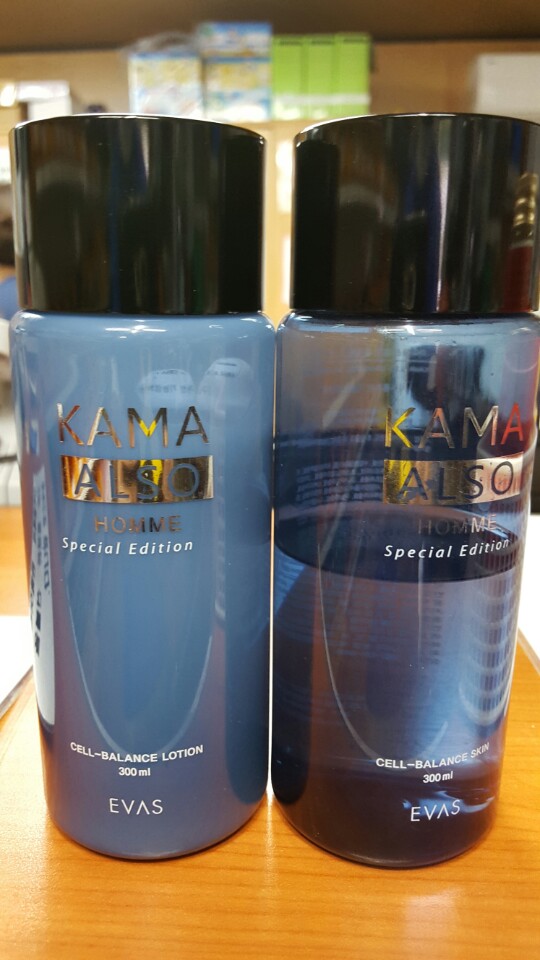 KAMA
ALSO
HOMME
Special Edition
CELL-BALANCE LOTION
300 ml
EVAS
KAMA
ALSO
HOMME
Special Edition
CELL-BALANCE SKIN
300 ml
EVAS